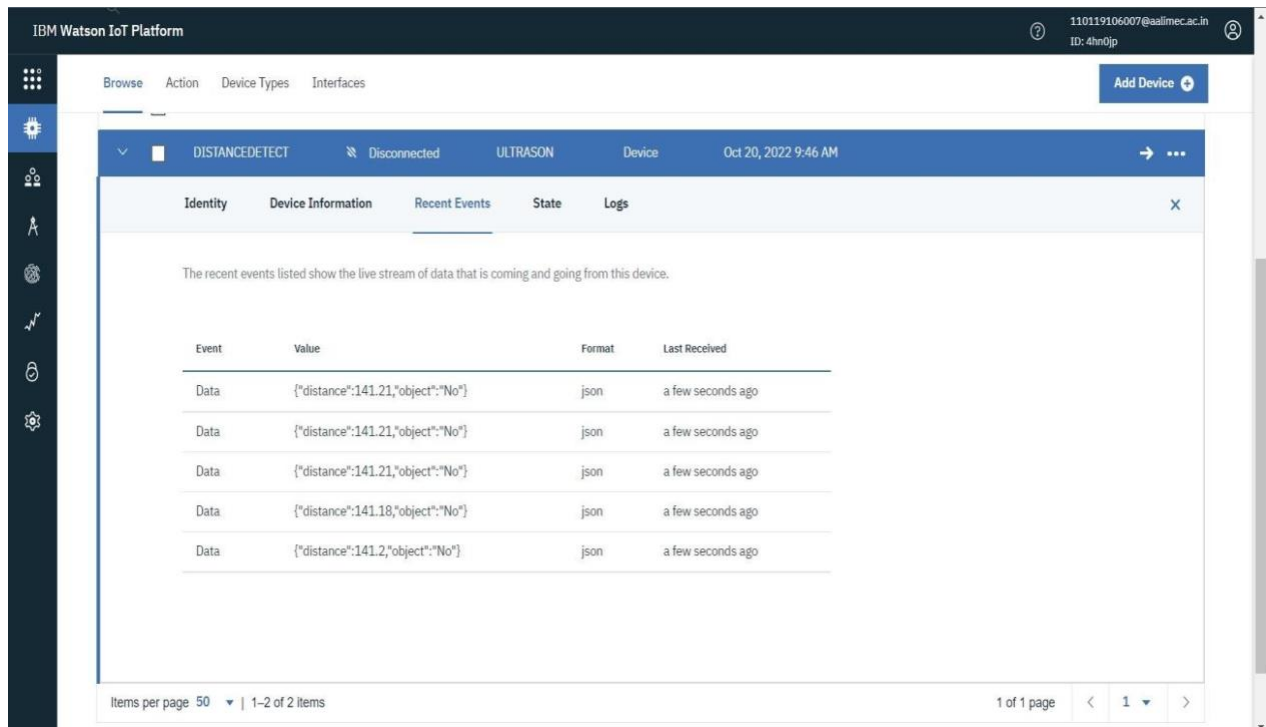 IBM Watson IoT Platform
110119106007@aalimec.ac.in
ID: 4hn0jp
Browse Action Device Types Interfaces
Add Device
DISTANCEDETECT Disconnected ULTRASON Device Oct 20, 2022 9:46 AM
Identity Device Information Recent Events State Logs
The recent events listed show the live stream of data that is coming and going from this device.
Event Value Format Last Received
Data {"distance":141.21,"object":"No"} json a few seconds ago
Data {"distance":141.21,"object":"No"} json a few seconds ago
Data {"distance":141.21,"object":"No"} json a few seconds ago
Data {"distance":141.18,"object":"No"} json a few seconds ago
Data {"distance":141.2,"object":"No"} json a few seconds ago
Items per page 50 | 1–2 of 2 items 1 of 1 page 1